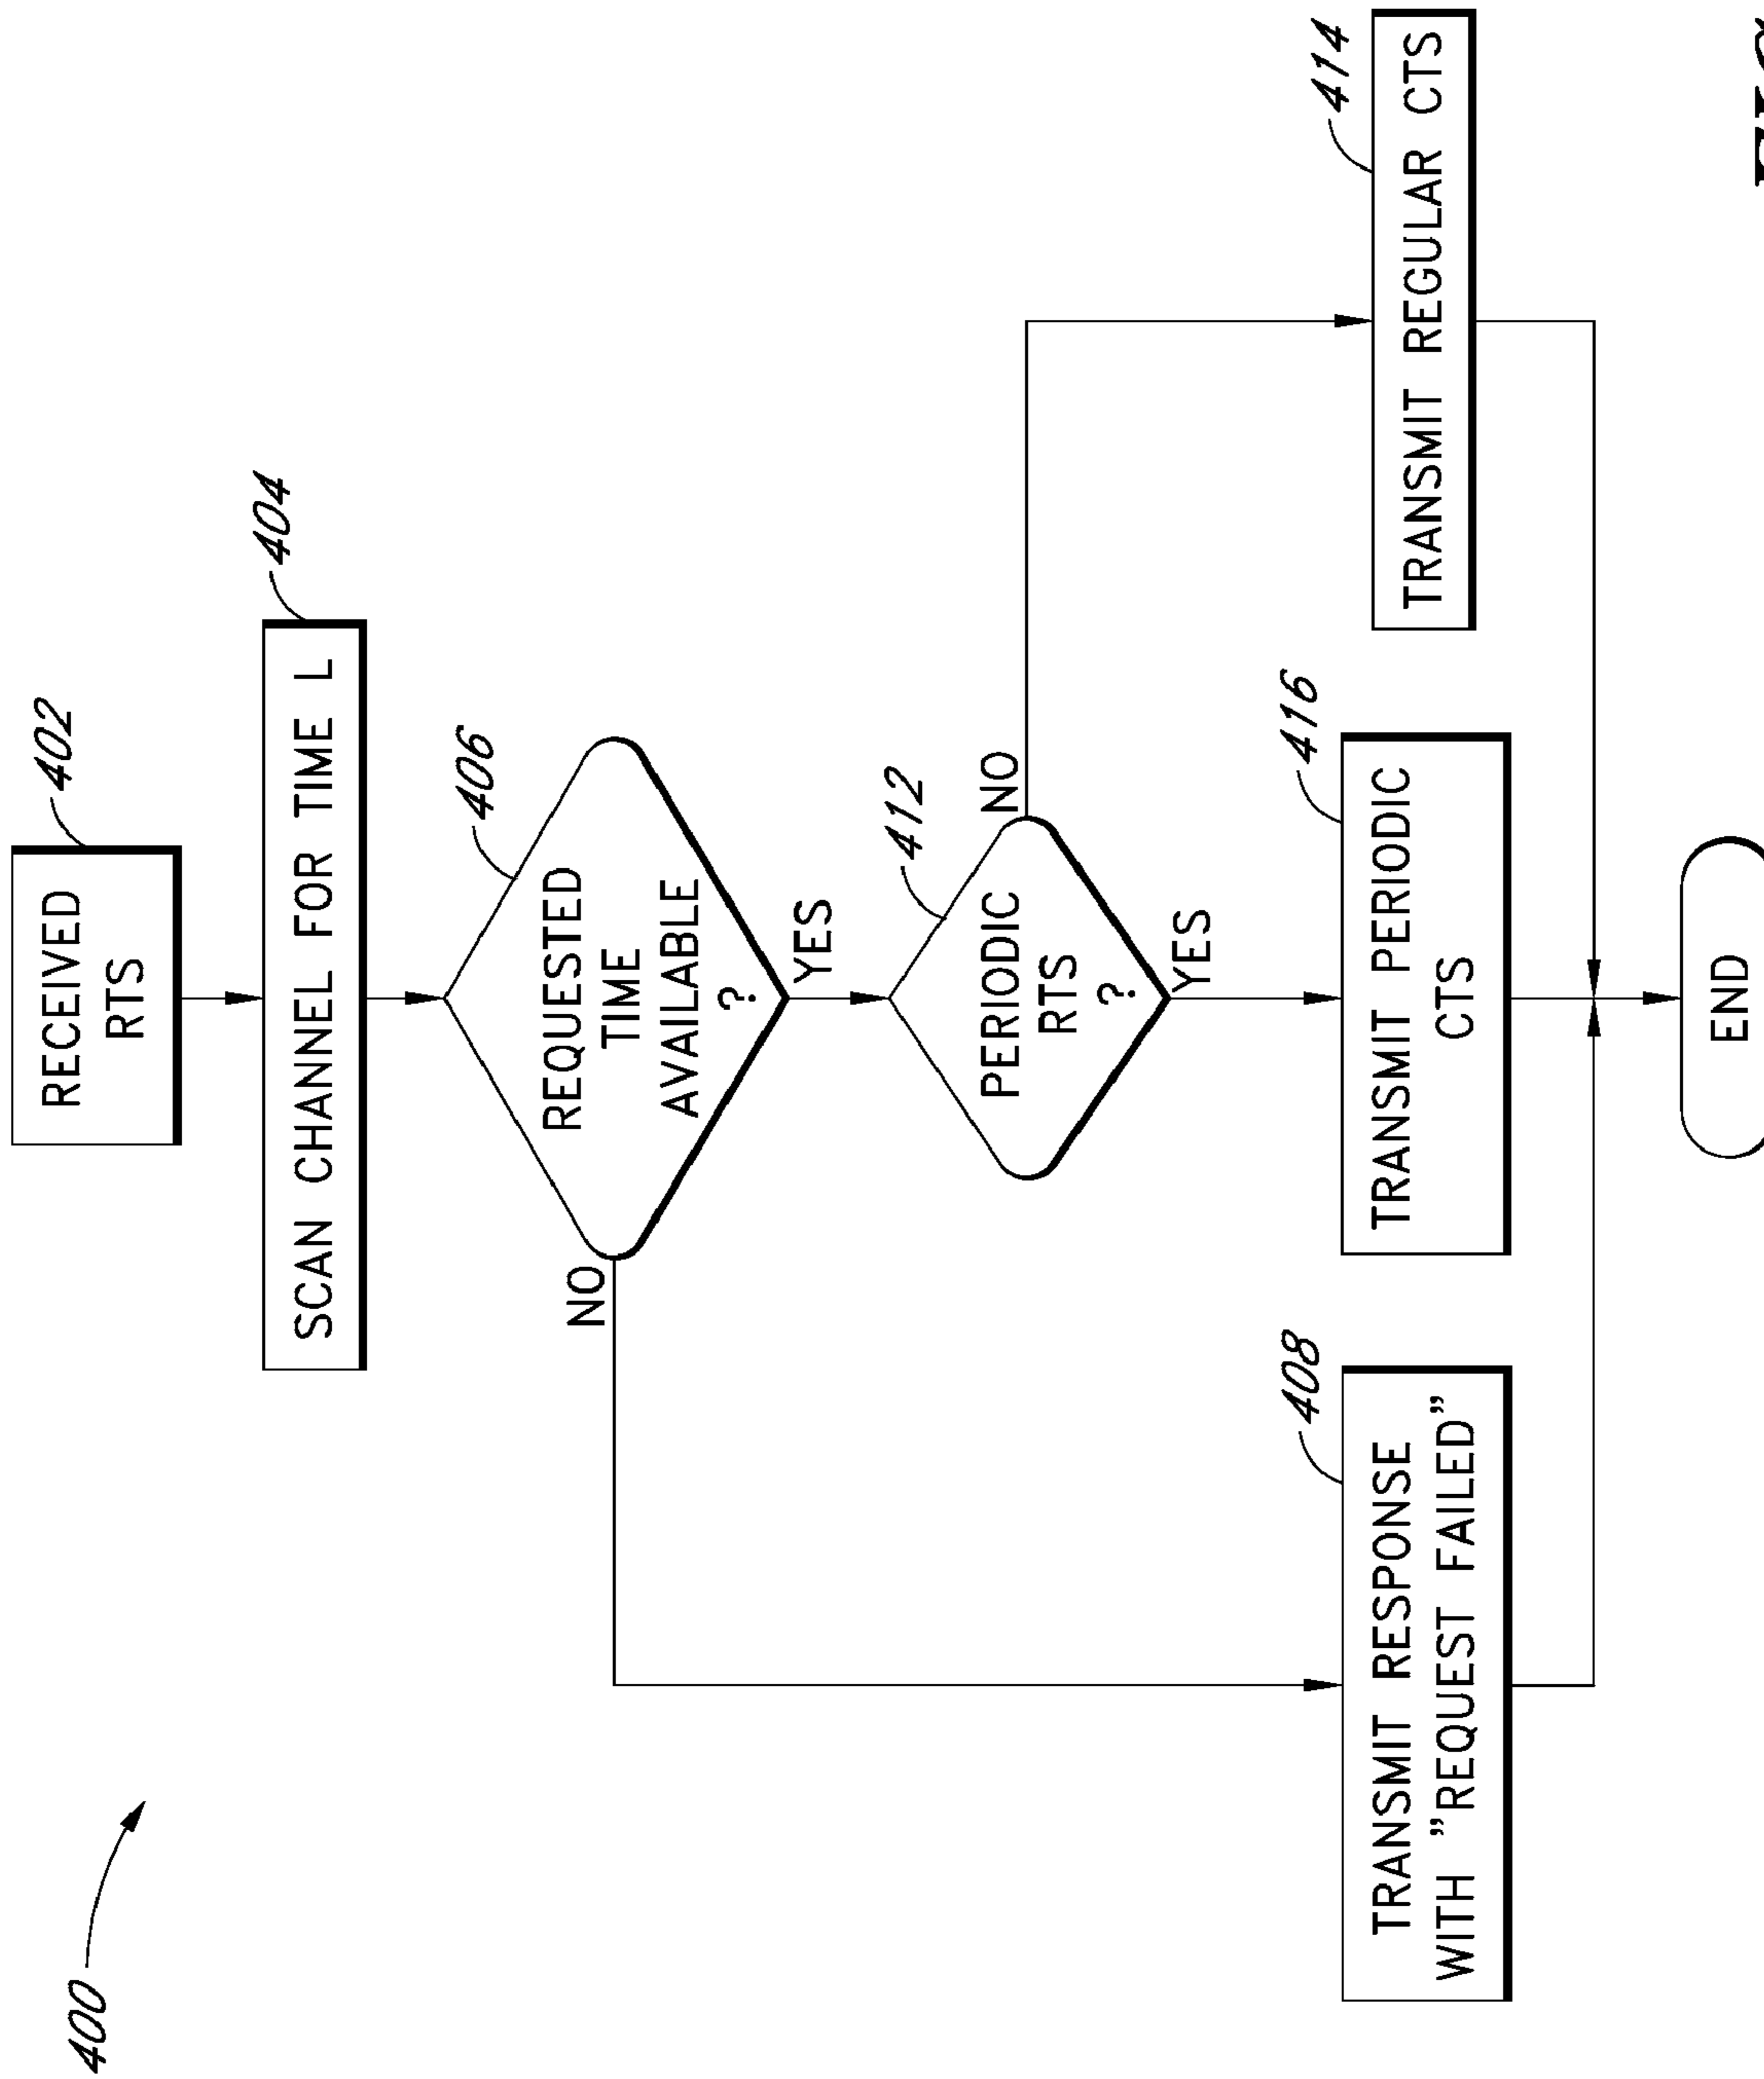 400
RECEIVED
RTS
402
SCAN CHANNEL FOR TIME L
404
REQUESTED
TIME
AVAILABLE
?
406
NO
YES
PERIODIC
RTS
?
412
NO
YES
TRANSMIT RESPONSE
WITH "REQUEST FAILED"
408
TRANSMIT PERIODIC
CTS
416
TRANSMIT REGULAR CTS
414
END